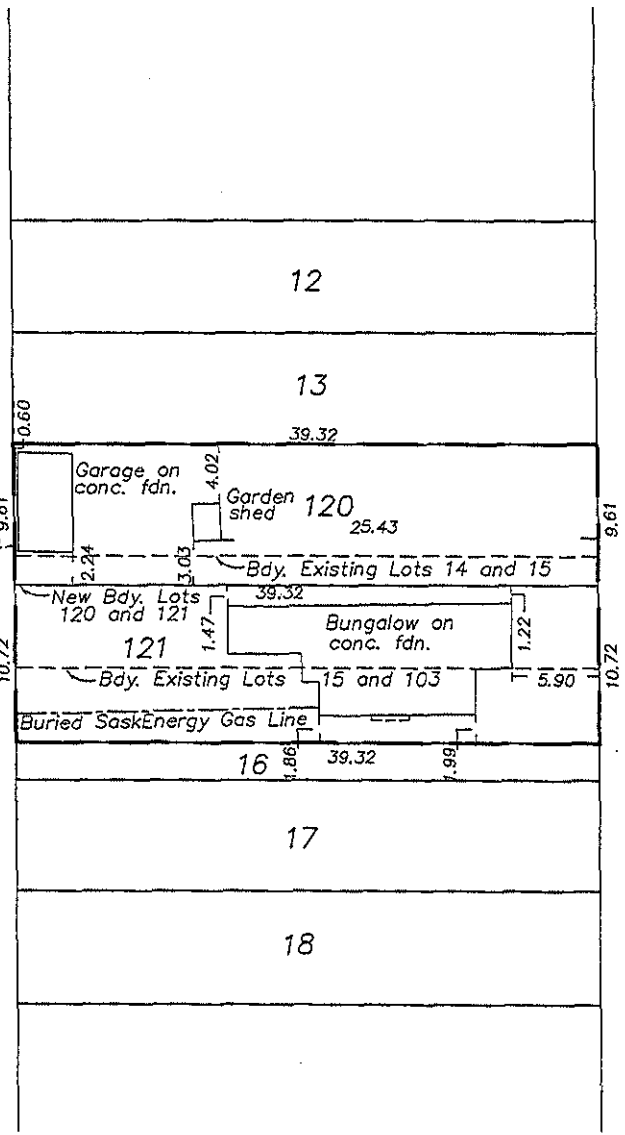 12
13
0.60
39.32
Garage on
conc. fdn.
4.02
Garden
shed
120
25.43
9.61
9.61
2.24
3.03
Bdy. Existing Lots 14 and 15
New Bdy. Lots
120 and 121
39.32
1.47
Bungalow on
conc. fdn.
1.22
121
10.72
10.72
Bdy. Existing Lots 15 and 103
5.90
Buried SaskEnergy Gas Line
16
1.86
39.32
1.99
17
18